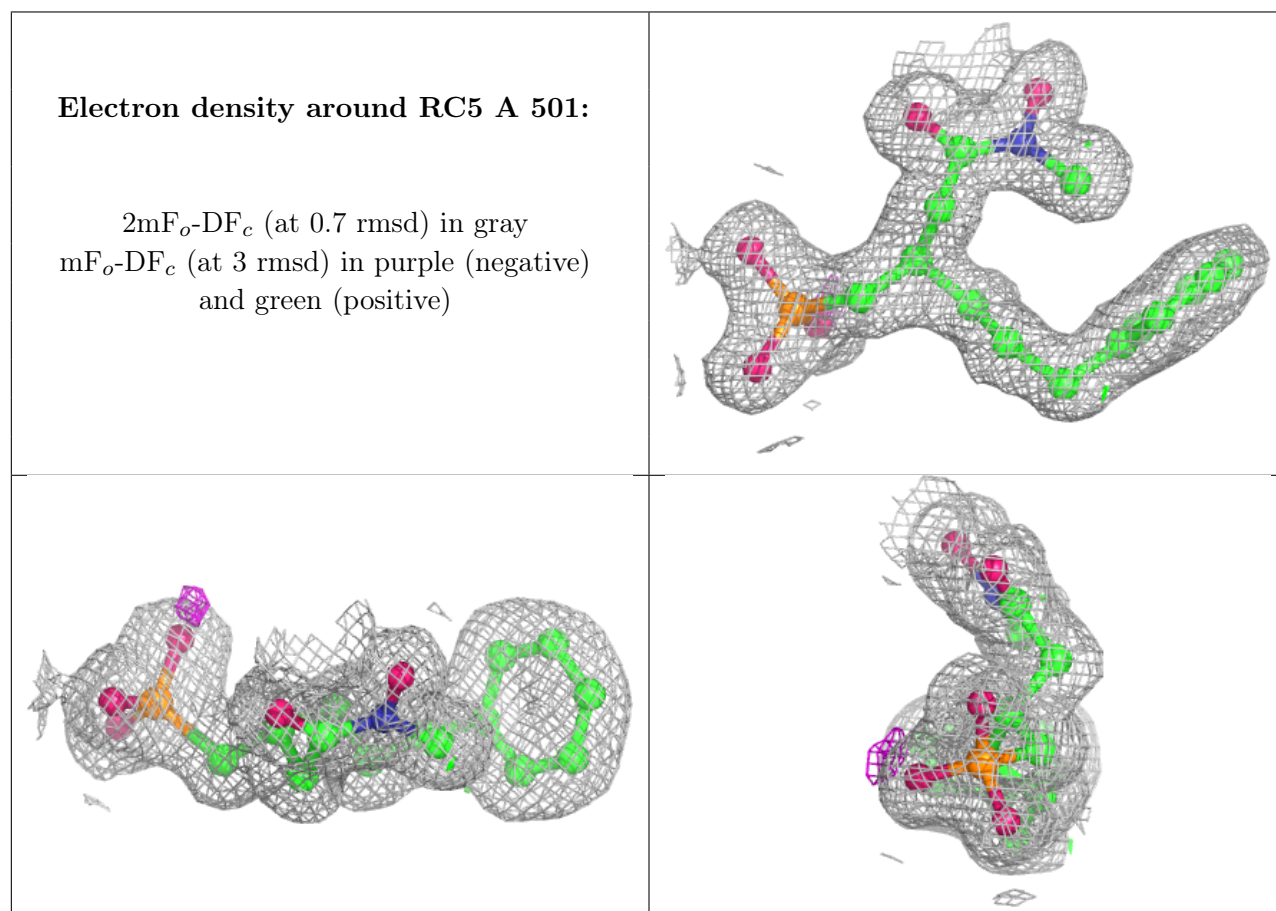 Electron density around RC5 A 501:
2mFo-DFc (at 0.7 rmsd) in gray
mFo-DFc (at 3 rmsd) in purple (negative)
and green (positive)